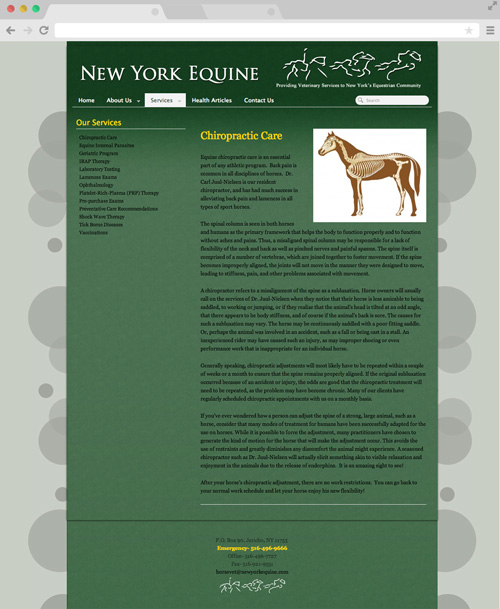 NEW YORK EQUINE
Providing Veterinary Services to New York's Equestrian Community
Home About Us Services Health Articles Contact Us
Search
Our Services
Chiropractic Care
Equine Internal Parasites
Geriatric Program
IRAP Therapy
Laboratory Testing
Lameness Exams
Ophthalmology
Platelet-Rich-Plasma (PRP) Therapy
Pre-purchase Exams
Preventative Care Recommendations
Shock Wave Therapy
Tick Borne Diseases
Vaccinations
Chiropractic Care
Equine chiropractic care is an essential
part of any athletic program. Back pain is
common in all disciplines of horses. Dr.
Carl Juul-Nielsen is our resident
chiropractor, and has had much success in
alleviating back pain and lameness in all
types of sport horses.
The spinal column is seen in both horses
and humans as the primary framework that helps the body to function properly and to function
without aches and pains. Thus, a misaligned spinal column may be responsible for a lack of
flexibility of the neck and back as well as pinched nerves and painful spasms. The spine itself is
comprised of a number of vertebrae, which are joined together to foster movement. If the spine
becomes improperly aligned, the joints will not move in the manner they were designed to move,
leading to stiffness, pain, and other problems associated with movement.
A chiropractor refers to a misalignment of the spine as a subluxation. Horse owners will usually
call on the services of Dr. Juul-Nielsen when they notice that their horse is less amicable to being
saddled, to working or jumping, or if they realize that the animal's head is tilted at an odd angle,
that there appears to be body stiffness, and of course if the animal's back is sore. The causes for
such a subluxation may vary. The horse may be continuously saddled with a poor fitting saddle.
Or, perhaps the animal was involved in an accident, such as a fall or being cast in a stall. An
inexperienced rider may have caused such an injury, as may improper shoeing or even
performance work that is inappropriate for an individual horse.
Generally speaking, chiropractic adjustments will most likely have to be repeated within a couple
of weeks or a month to ensure that the spine remains properly aligned. If the original subluxation
occurred because of an accident or injury, the odds are good that the chiropractic treatment will
need to be repeated, as the problem may have become chronic. Many of our clients have
regularly scheduled chiropractic appointments with us on a monthly basis.
If you've ever wondered how a person can adjust the spine of a strong, large animal, such as a
horse, consider that many modes of treatment for humans have been successfully adapted for the
use on horses. While it is possible to force the adjustment, many practitioners have chosen to
generate the kind of motion for the horse that will make the adjustment occur. This avoids the
use of restraints and greatly diminishes any discomfort the animal might experience. A seasoned
chiropractor such as Dr. Juul-Nielsen will actually elicit something akin to visible relaxation and
enjoyment in the animals due to the release of endorphins. It is an amazing sight to see!
After your horse's chiropractic adjustment, there are no work restrictions. You can go back to
your normal work schedule and let your horse enjoy his new flexibility!
P.O. Box 190, Jericho, NY 11753
Emergency- 516-496-9666
Office- 516-496-7797